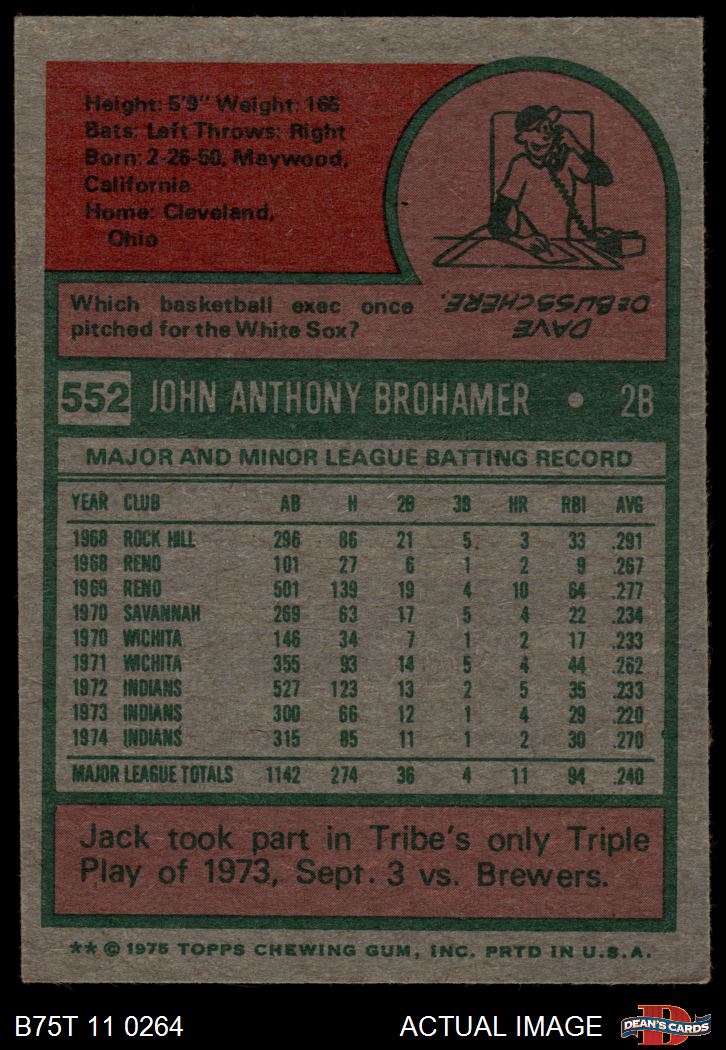 Height: 5'9" Weight: 165
Bats: Left Throws: Right
Born: 2-26-50, Maywood,
California
Home: Cleveland,
Ohio
Which basketball exec once
pitched for the White Sox?
DAVE
DeBUSSCHERE.
552 JOHN ANTHONY BROHAMER • 2B
MAJOR AND MINOR LEAGUE BATTING RECORD
YEAR CLUB AB H 2B 3B HR RBI AVG
1968 ROCK HILL 296 86 21 5 3 33 .291
1968 RENO 101 27 6 1 2 9 .267
1969 RENO 501 139 19 4 10 64 .277
1970 SAVANNAH 269 63 17 5 4 22 .234
1970 WICHITA 146 34 7 1 2 17 .233
1971 WICHITA 355 93 14 5 4 44 .262
1972 INDIANS 527 123 13 2 5 35 .233
1973 INDIANS 300 66 12 1 4 29 .220
1974 INDIANS 315 85 11 1 2 30 .270
MAJOR LEAGUE TOTALS 1142 274 36 4 11 94 .240
Jack took part in Tribe's only Triple
Play of 1973, Sept. 3 vs. Brewers.
** © 1975 TOPPS CHEWING GUM, INC. PRTD IN U.S.A.
B75T 11 0264 ACTUAL IMAGE D DEAN'S CARDS